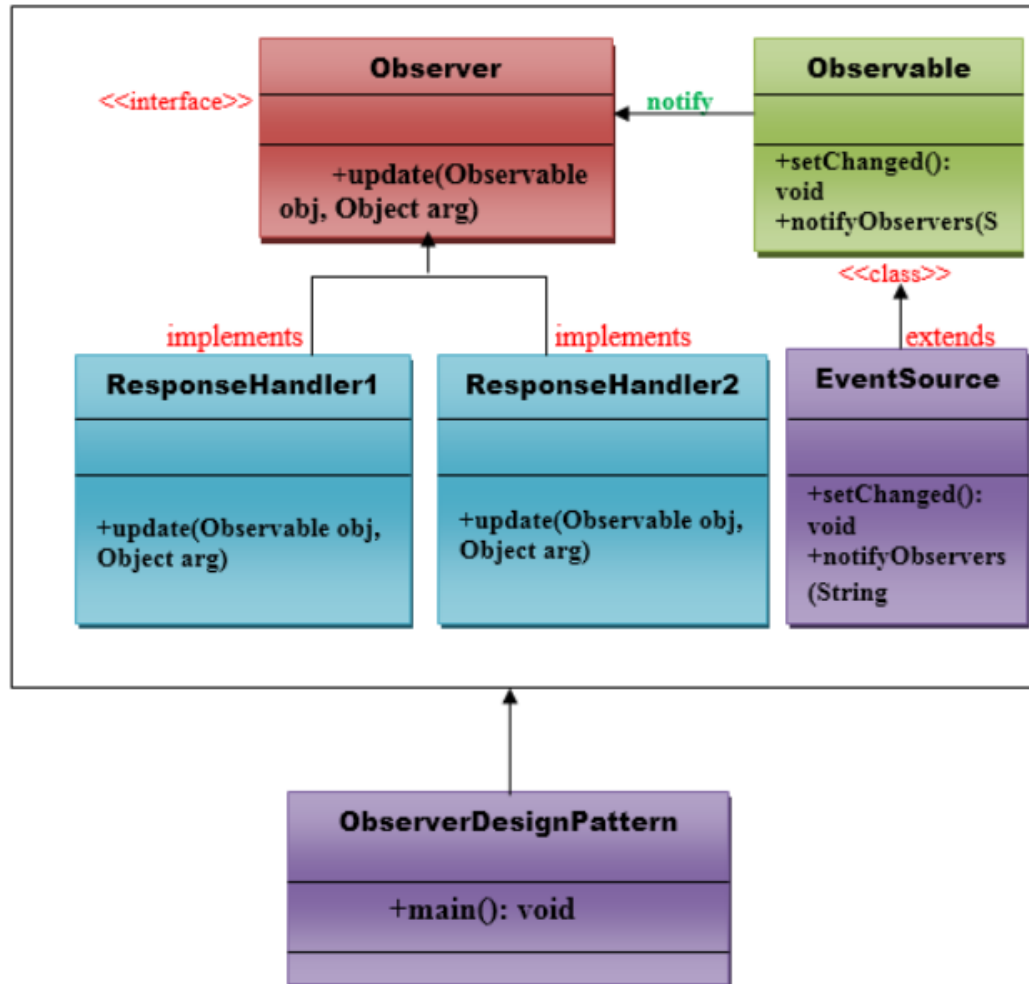 Observer
Observable
<<interface>>
notify
+update(Observable
obj, Object arg)
+setChanged():
void
+notifyObservers(S
<<class>>
implements
implements
extends
ResponseHandler1
ResponseHandler2
EventSource
+update(Observable obj,
Object arg)
+update(Observable obj,
Object arg)
+setChanged():
void
+notifyObservers
(String
ObserverDesignPattern
+main(): void